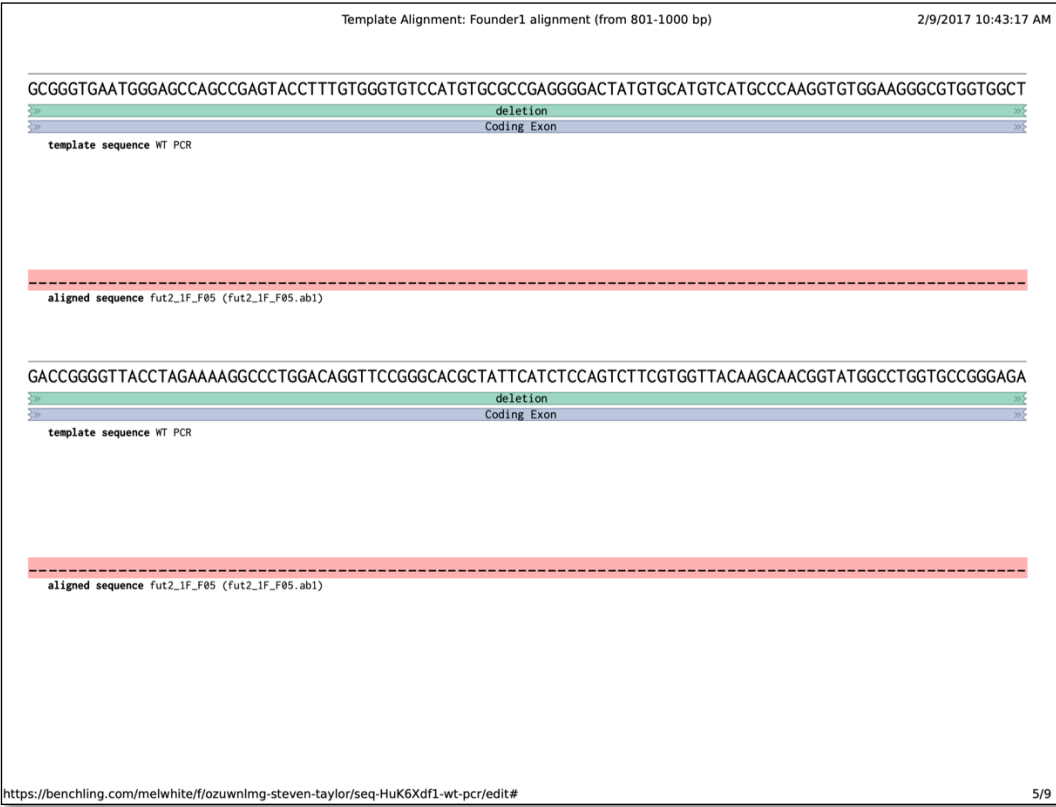 Template Alignment: Founder1 alignment (from 801-1000 bp) 2/9/2017 10:43:17 AM
GCGGGTGAATGGGAGCCAGCCGAGTACCTTTGTGGGTGTCCATGTGCGCCGAGGGGACTATGTGCATGTCATGCCCAAGGTGTGGAAGGGCGTGGTGGCT
deletion
Coding Exon
template sequence WT PCR
----------------------------------------------------------------------------------------------------
aligned sequence fut2_1F_F05 (fut2_1F_F05.ab1)
GACCGGGGTTACCTAGAAAAGGCCCTGGACAGGTTCCGGGCACGCTATTCATCTCCAGTCTTCGTGGTTACAAGCAACGGTATGGCCTGGTGCCGGGAGA
deletion
Coding Exon
template sequence WT PCR
----------------------------------------------------------------------------------------------------
aligned sequence fut2_1F_F05 (fut2_1F_F05.ab1)
https://benchling.com/melwhite/f/ozuwnlmg-steven-taylor/seq-HuK6Xdf1-wt-pcr/edit# 5/9